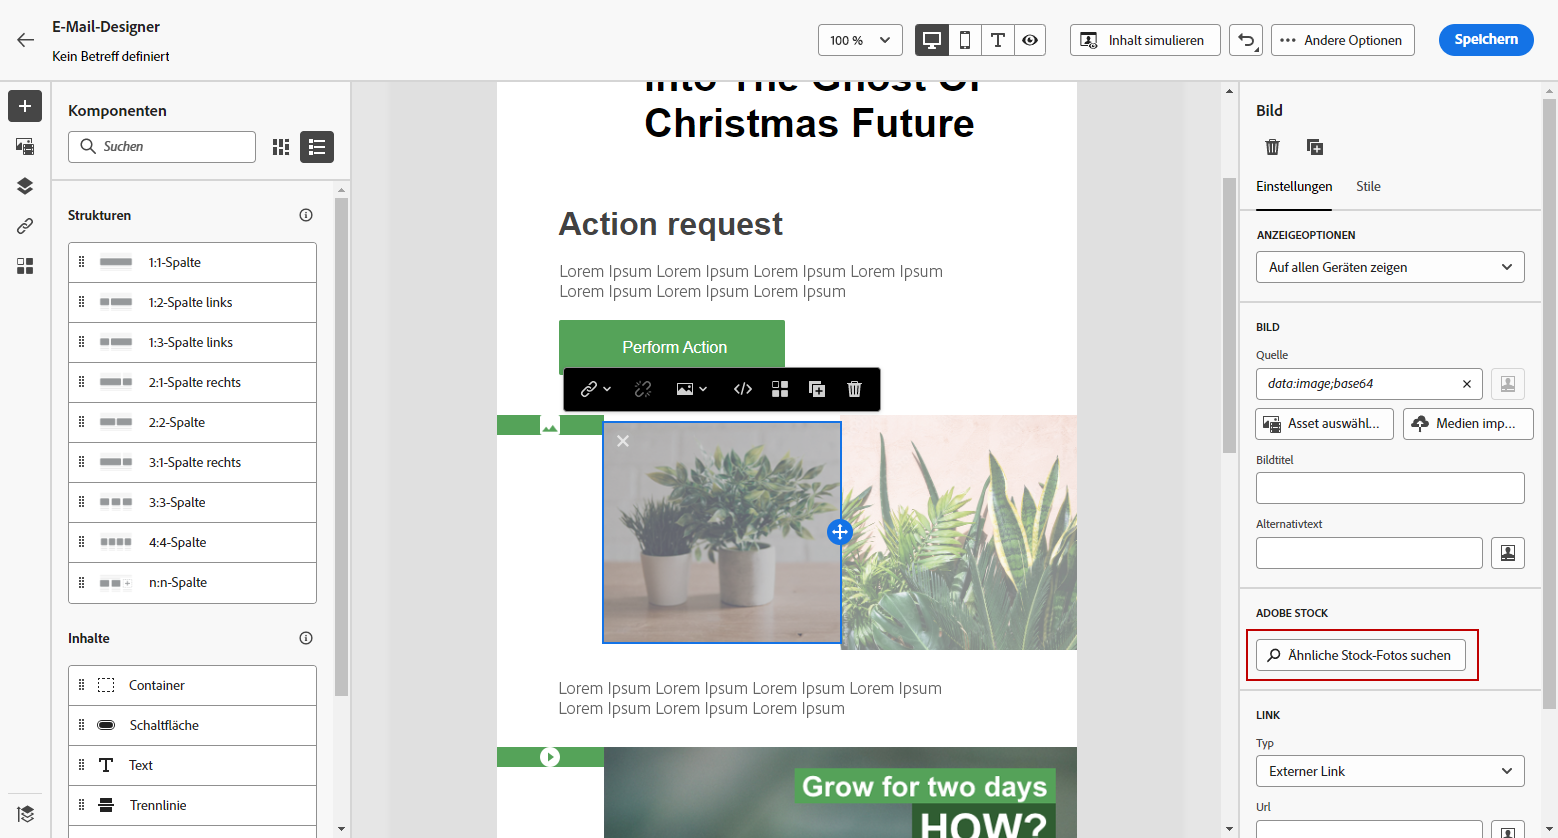 E-Mail-Designer
Kein Betreff definiert
100 %
Inhalt simulieren
Andere Optionen
Speichern
Komponenten
Suchen
Strukturen
1:1-Spalte
1:2-Spalte links
1:3-Spalte links
2:1-Spalte rechts
2:2-Spalte
3:1-Spalte rechts
3:3-Spalte
4:4-Spalte
n:n-Spalte
Inhalte
Container
Schaltfläche
Text
Trennlinie
Into The Ghost Of
Christmas Future
Action request
Lorem Ipsum Lorem Ipsum Lorem Ipsum Lorem Ipsum
Lorem Ipsum Lorem Ipsum Lorem Ipsum
Perform Action
Lorem Ipsum Lorem Ipsum Lorem Ipsum Lorem Ipsum
Lorem Ipsum Lorem Ipsum Lorem Ipsum
Grow for two days
HOW?
Bild
Einstellungen
Stile
ANZEIGEOPTIONEN
Auf allen Geräten zeigen
BILD
Quelle
data:image;base64
Asset auswähl...
Medien imp...
Bildtitel
Alternativtext
ADOBE STOCK
Ähnliche Stock-Fotos suchen
LINK
Typ
Externer Link
Url